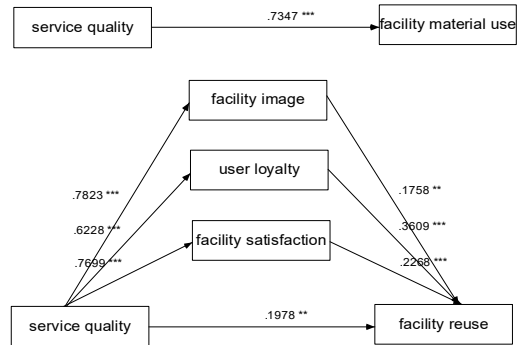 service quality
.7347 ***
facility material use
facility image
user loyalty
facility satisfaction
.7823 ***
.6228 ***
.7699 ***
.1758 **
.3609 ***
.2268 ***
service quality
.1978 **
facility reuse